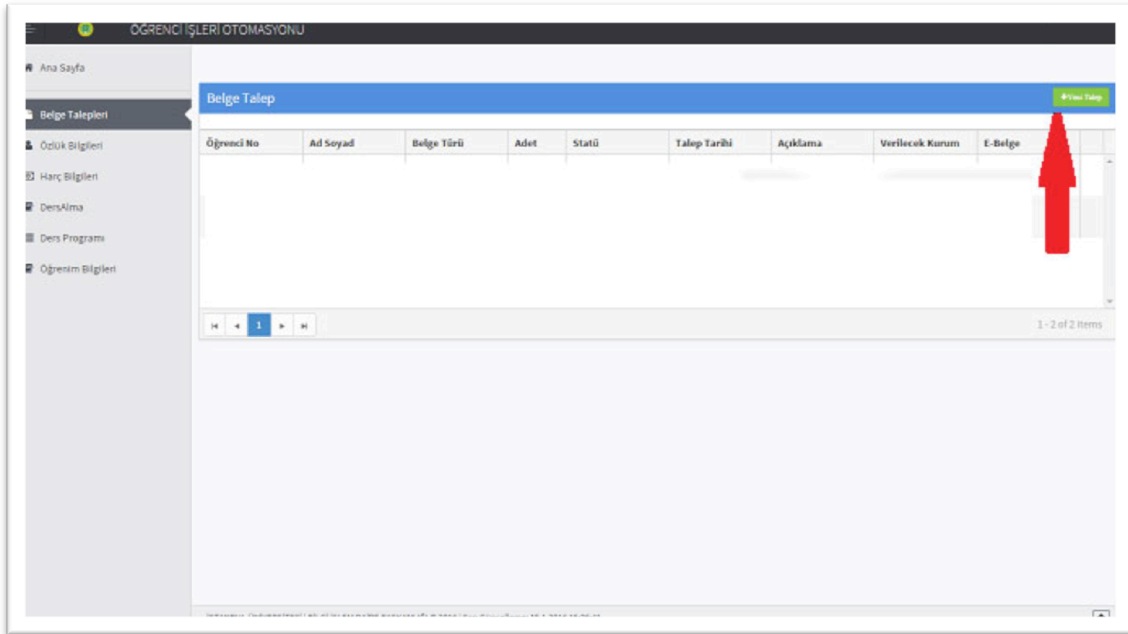 ÖĞRENCİ İŞLERİ OTOMASYONU
Ana Sayfa
Belge Talepleri
Özlük Bilgileri
Harç Bilgileri
DersAlma
Ders Programı
Öğrenim Bilgileri
Belge Talep
+Yeni Talep
Öğrenci No Ad Soyad Belge Türü Adet Statü Talep Tarihi Açıklama Verilecek Kurum E-Belge
1
1 - 2 of 2 items